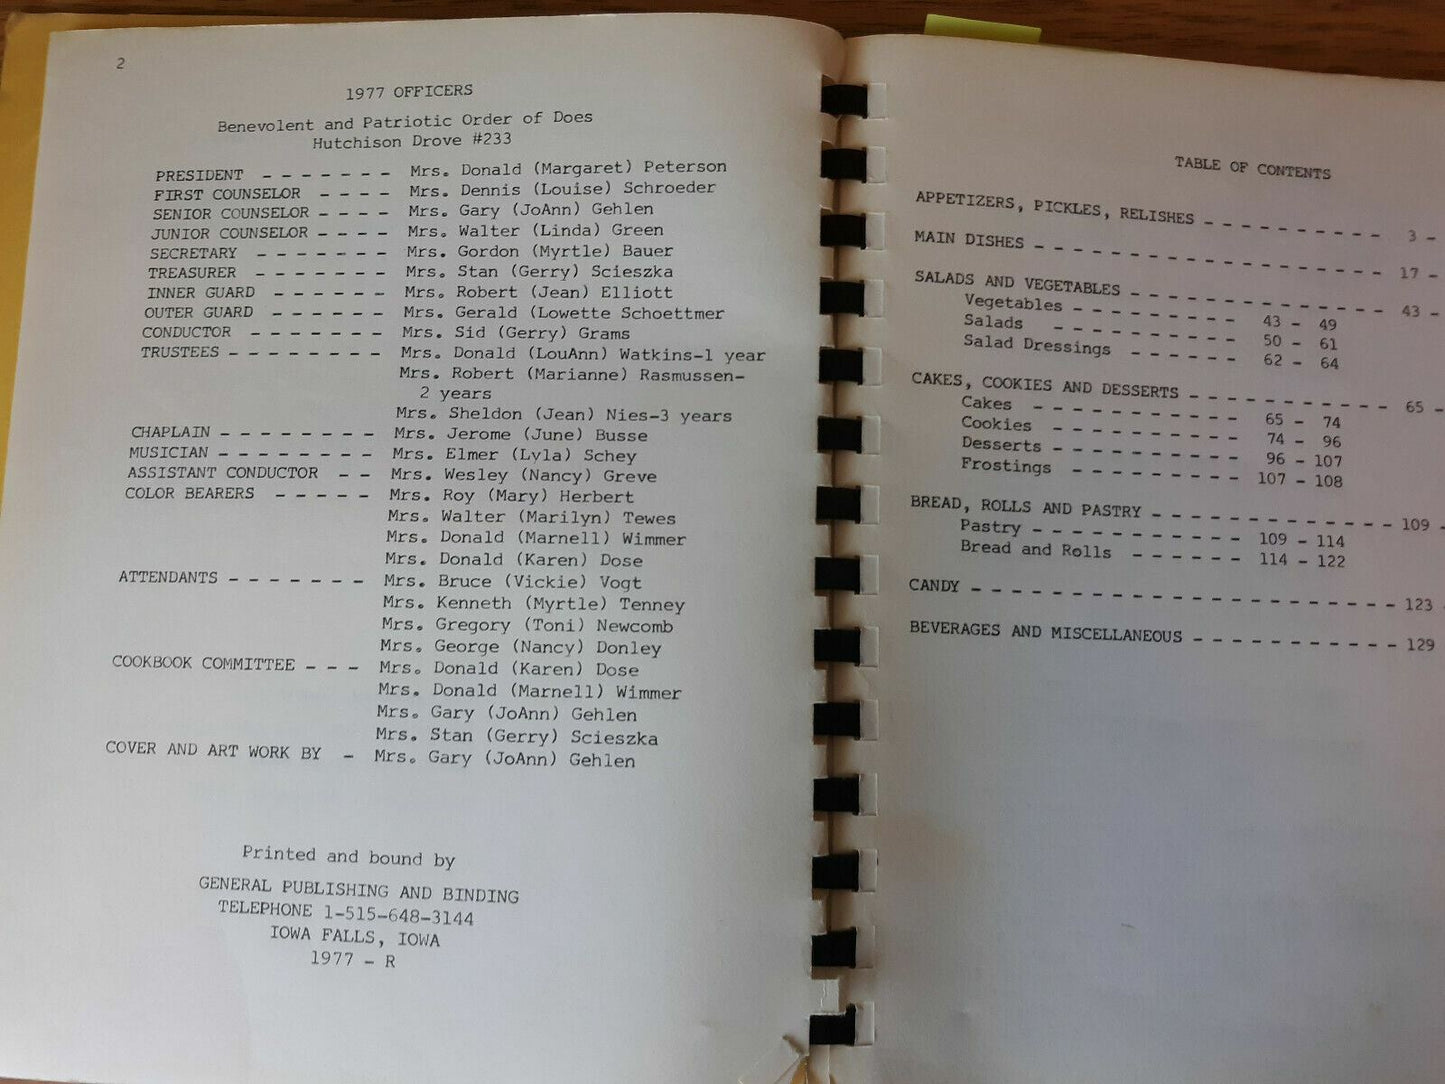 2
1977 OFFICERS
Benevolent and Patriotic Order of Does
Hutchison Drove #233
PRESIDENT - - - - - - - Mrs. Donald (Margaret) Peterson
FIRST COUNSELOR - - - - Mrs. Dennis (Louise) Schroeder
SENIOR COUNSELOR - - - - Mrs. Gary (JoAnn) Gehlen
JUNIOR COUNSELOR - - - - Mrs. Walter (Linda) Green
SECRETARY - - - - - - - Mrs. Gordon (Myrtle) Bauer
TREASURER - - - - - - - Mrs. Stan (Gerry) Scieszka
INNER GUARD - - - - - - Mrs. Robert (Jean) Elliott
OUTER GUARD - - - - - - Mrs. Gerald (Lowette Schoettmer
CONDUCTOR - - - - - - - Mrs. Sid (Gerry) Grams
TRUSTEES - - - - - - - - Mrs. Donald (LouAnn) Watkins-1 year
Mrs. Robert (Marianne) Rasmussen-
2 years
Mrs. Sheldon (Jean) Nies-3 years
CHAPLAIN - - - - - - - - Mrs. Jerome (June) Busse
MUSICIAN - - - - - - - - Mrs. Elmer (Lyla) Schey
ASSISTANT CONDUCTOR - - Mrs. Wesley (Nancy) Greve
COLOR BEARERS - - - - - Mrs. Roy (Mary) Herbert
Mrs. Walter (Marilyn) Tewes
Mrs. Donald (Marnell) Wimmer
Mrs. Donald (Karen) Dose
ATTENDANTS - - - - - - - Mrs. Bruce (Vickie) Vogt
Mrs. Kenneth (Myrtle) Tenney
Mrs. Gregory (Toni) Newcomb
Mrs. George (Nancy) Donley
COOKBOOK COMMITTEE - - - Mrs. Donald (Karen) Dose
Mrs. Donald (Marnell) Wimmer
Mrs. Gary (JoAnn) Gehlen
Mrs. Stan (Gerry) Scieszka
COVER AND ART WORK BY - Mrs. Gary (JoAnn) Gehlen
Printed and bound by
GENERAL PUBLISHING AND BINDING
TELEPHONE 1-515-648-3144
IOWA FALLS, IOWA
1977 - R
TABLE OF CONTENTS
APPETIZERS, PICKLES, RELISHES - - - - - - - - - - 3 -
MAIN DISHES - - - - - - - - - - - - - - - - - - 17 -
SALADS AND VEGETABLES - - - - - - - - - - - - - 43 -
Vegetables - - - - - - - - 43 - 49
Salads - - - - - - - - 50 - 61
Salad Dressings - - - - - - 62 - 64
CAKES, COOKIES AND DESSERTS - - - - - - - - - - - 65 -
Cakes - - - - - - - - - - 65 - 74
Cookies - - - - - - - - - 74 - 96
Desserts - - - - - - - - - 96 - 107
Frostings - - - - - - - - 107 - 108
BREAD, ROLLS AND PASTRY - - - - - - - - - - - - - 109 -
Pastry - - - - - - - - - - 109 - 114
Bread and Rolls - - - - - - 114 - 122
CANDY - - - - - - - - - - - - - - - - - - - - - - 123 -
BEVERAGES AND MISCELLANEOUS - - - - - - - - - - - 129